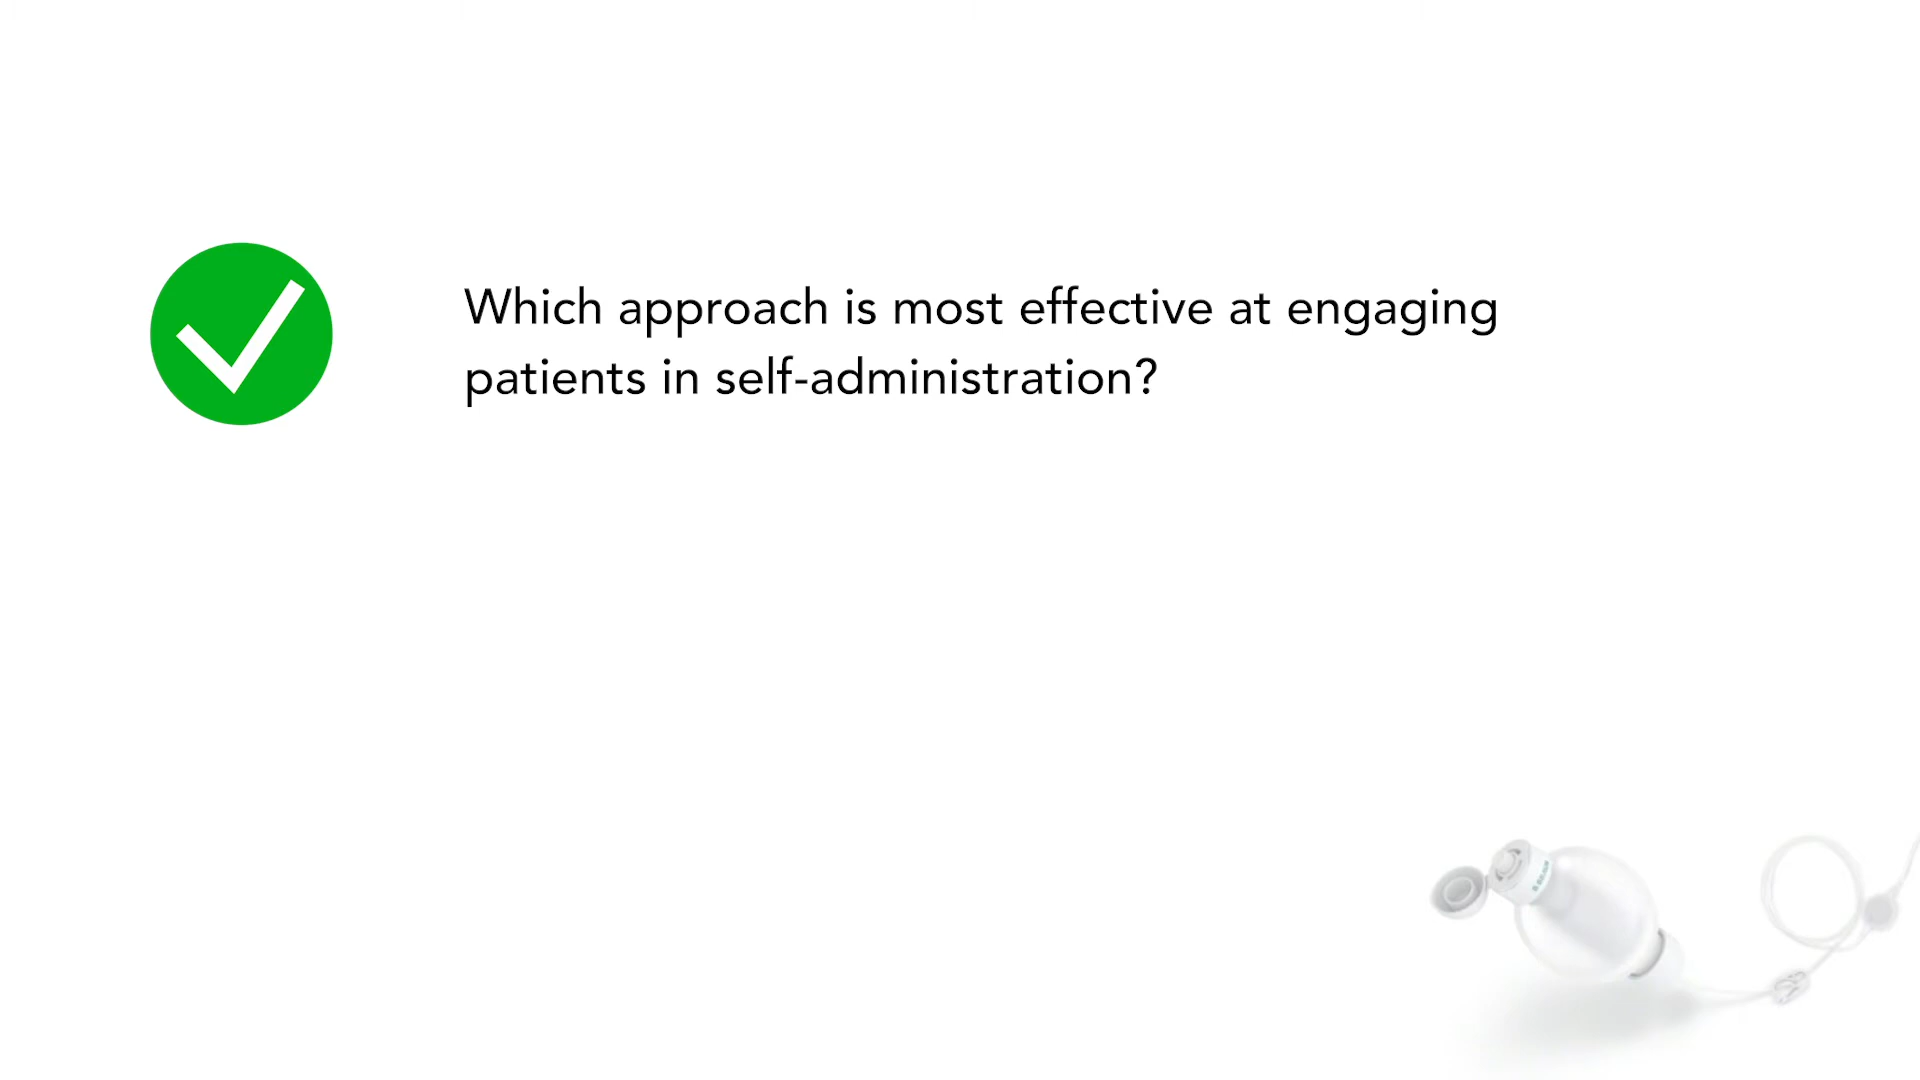 Which approach is most effective at engaging
patients in self-administration?